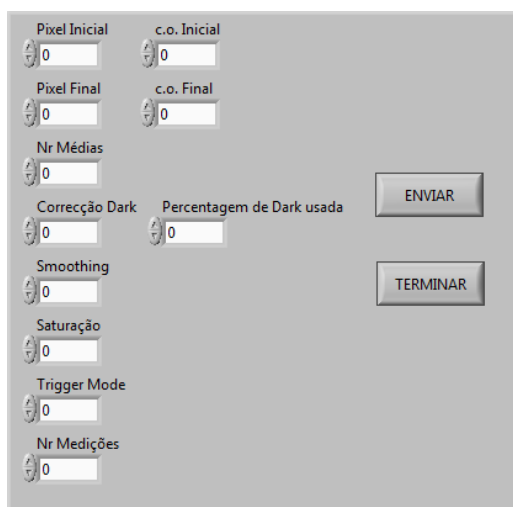 Pixel Inicial c.o. Inicial
0 0
Pixel Final c.o. Final
0 0
Nr Médias
0
ENVIAR
Correcção Dark Percentagem de Dark usada
0 0
Smoothing
0
TERMINAR
Saturação
0
Trigger Mode
0
Nr Medições
0